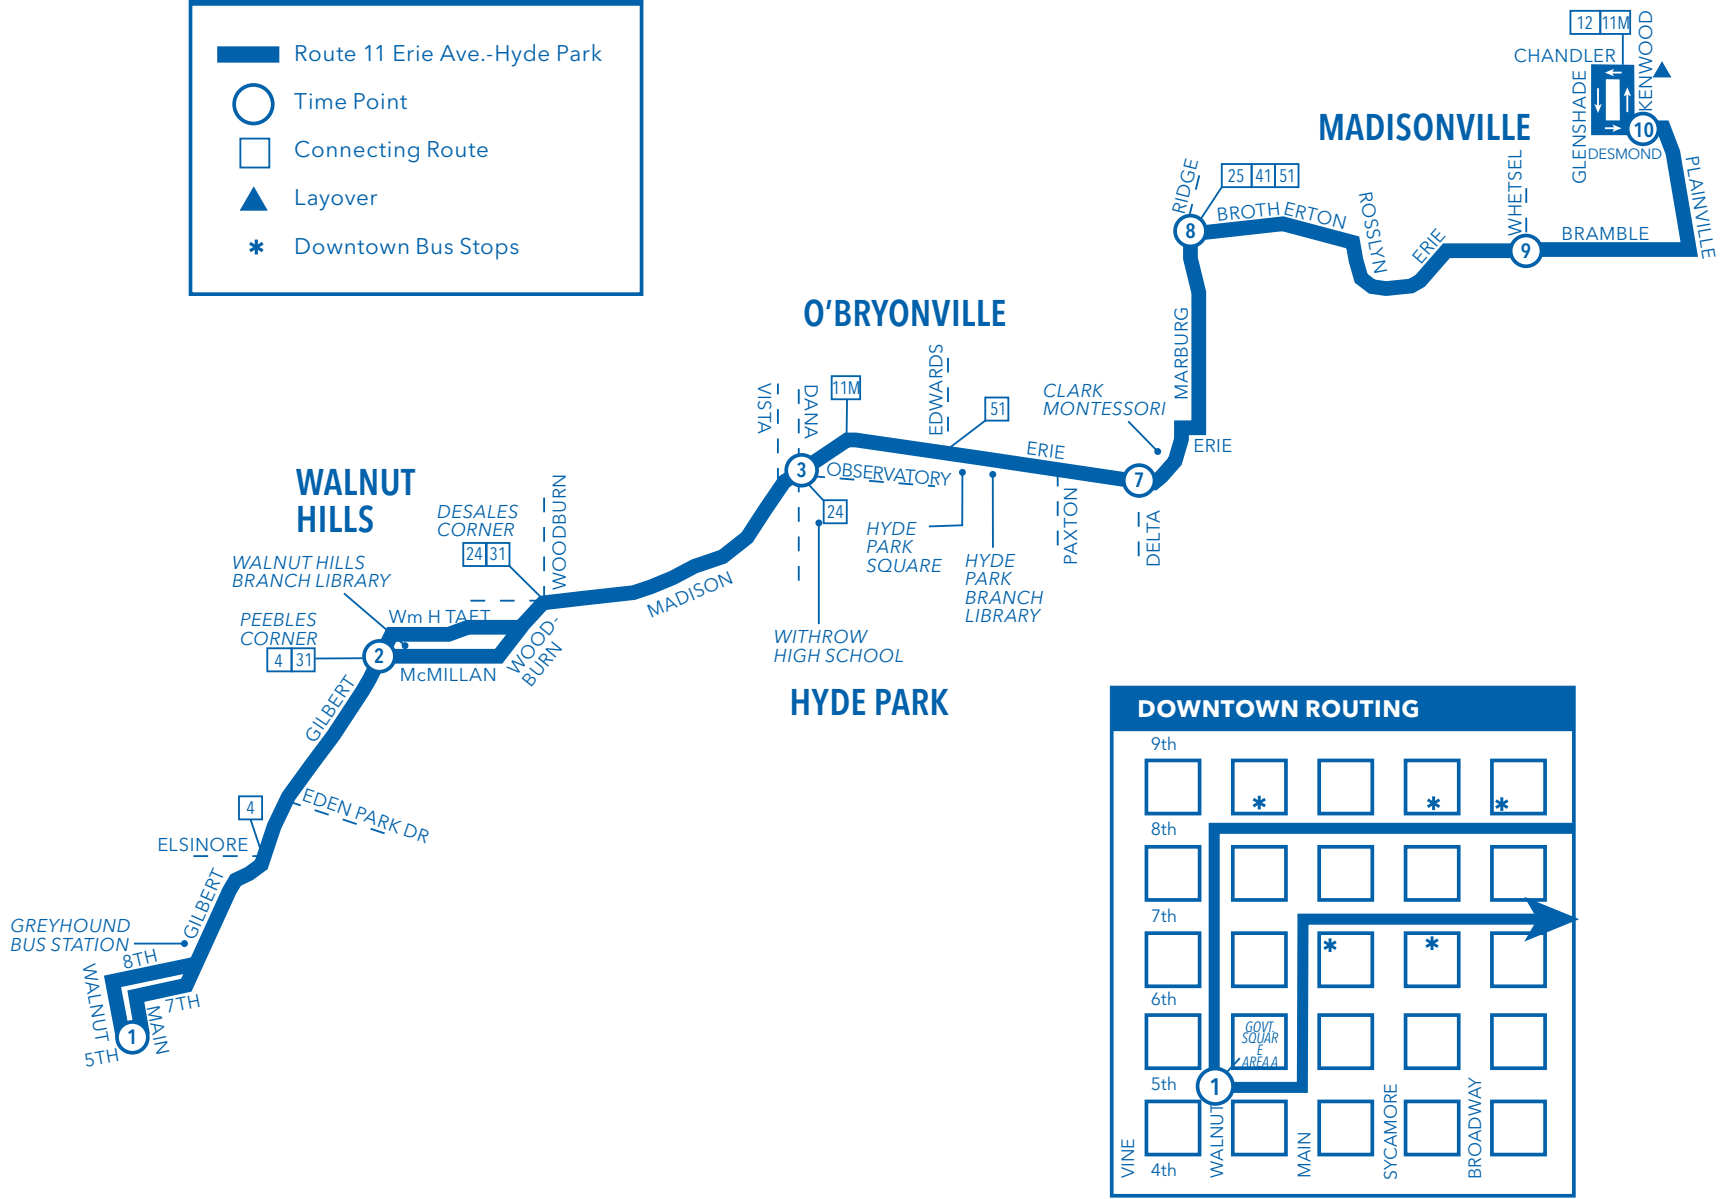 Route 11 Erie Ave.-Hyde Park
Time Point
Connecting Route
Layover
Downtown Bus Stops
12 11M
CHANDLER
KENWOOD
GLENSHADE
10
DESMOND
PLAINVILLE
MADISONVILLE
WHETSEL
9
BRAMBLE
ERIE
ROSSLYN
BROTH ERTON
25 41 51
RIDGE
8
MARBURG
ERIE
O'BRYONVILLE
EDWARDS
51
CLARK
MONTESSORI
VISTA
DANA
11M
3
OBSERVATORY
ERIE
7
PAXTON
DELTA
24
HYDE
PARK
SQUARE
HYDE
PARK
BRANCH
LIBRARY
WITHROW
HIGH SCHOOL
HYDE PARK
WALNUT
HILLS
DESALES
CORNER
24 31
WOODBURN
MADISON
WALNUT HILLS
BRANCH LIBRARY
Wm H TAFT
PEEBLES
CORNER
4 31
2
McMILLAN
WOOD-
BURN
GILBERT
EDEN PARK DR
4
ELSINORE
GILBERT
GREYHOUND
BUS STATION
8TH
7TH
WALNUT
MAIN
1
5TH
DOWNTOWN ROUTING
9th
8th
7th
6th
GOVT.
SQUAR
E
AREA A
5th
1
4th
VINE
WALNUT
MAIN
SYCAMORE
BROADWAY